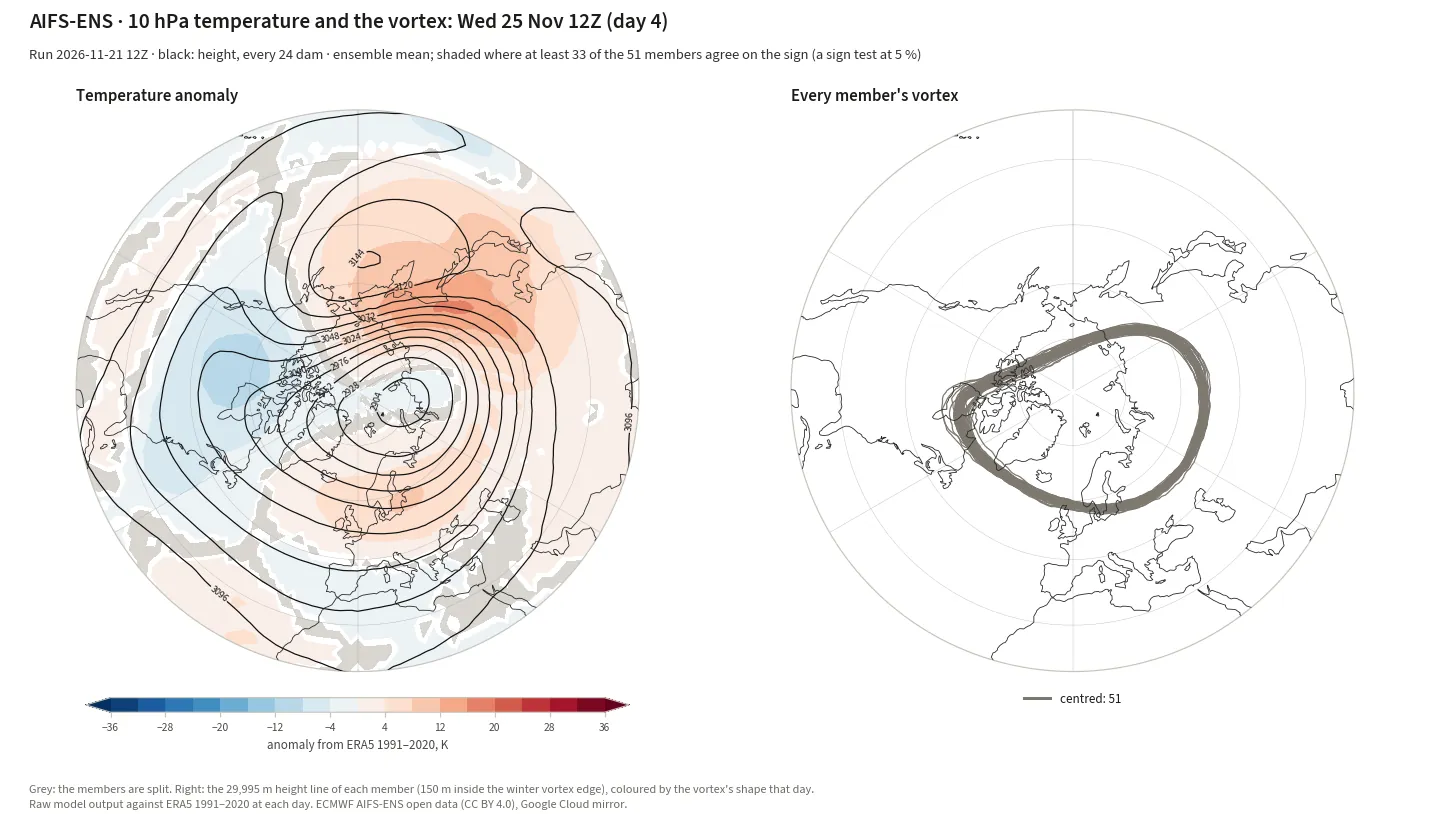 AIFS-ENS · 10 hPa temperature and the vortex: Wed 25 Nov 12Z (day 4)
Run 2026-11-21 12Z · black: height, every 24 dam · ensemble mean; shaded where at least 33 of the 51 members agree on the sign (a sign test at 5 %)
Temperature anomaly
Every member's vortex
3144
3120
3072
3048
3024
2976
2928
2904
3096
3096
centred: 51
−36 −28 −20 −12 −4 4 12 20 28 36
anomaly from ERA5 1991–2020, K
Grey: the members are split. Right: the 29,995 m height line of each member (150 m inside the winter vortex edge), coloured by the vortex's shape that day.
Raw model output against ERA5 1991–2020 at each day. ECMWF AIFS-ENS open data (CC BY 4.0), Google Cloud mirror.